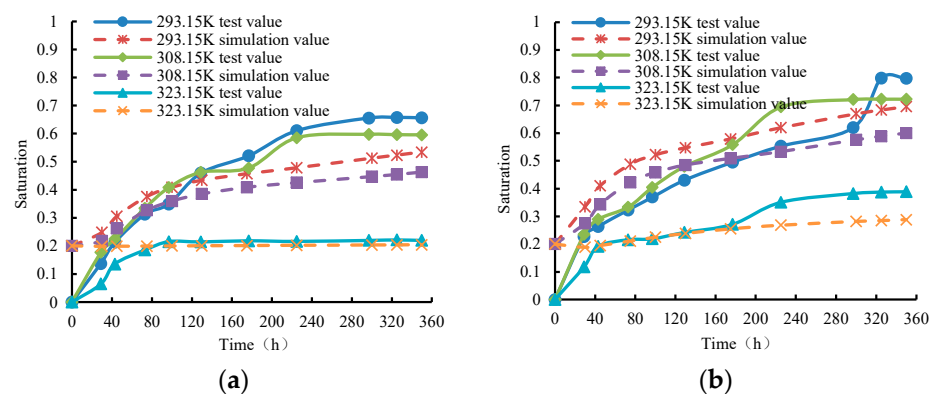 1
0.9
0.8
0.7
0.6
0.5
0.4
0.3
0.2
0.1
0
Saturation
293.15K test value
293.15K simulation value
308.15K test value
308.15K simulation value
323.15K test value
323.15K simulation value
0 40 80 120 160 200 240 280 320 360
Time（h）
(a)
1
0.9
0.8
0.7
0.6
0.5
0.4
0.3
0.2
0.1
0
Saturation
293.15K test value
293.15K simulation value
308.15K test value
308.15K simulation value
323.15K test value
323.15K simulation value
0 40 80 120 160 200 240 280 320 360
Time（h）
(b)